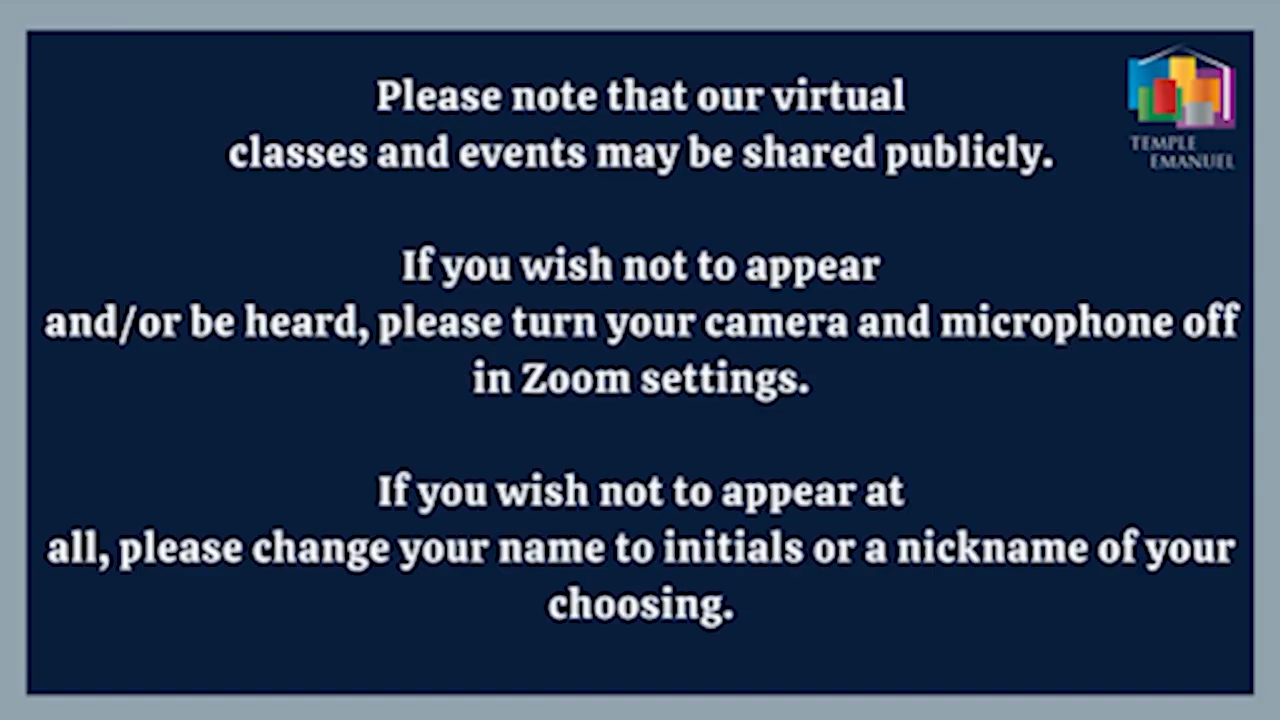 Please note that our virtual
classes and events may be shared publicly.
If you wish not to appear
and/or be heard, please turn your camera and microphone off
in Zoom settings.
If you wish not to appear at
all, please change your name to initials or a nickname of your
choosing.
TEMPLE
EMANUEL